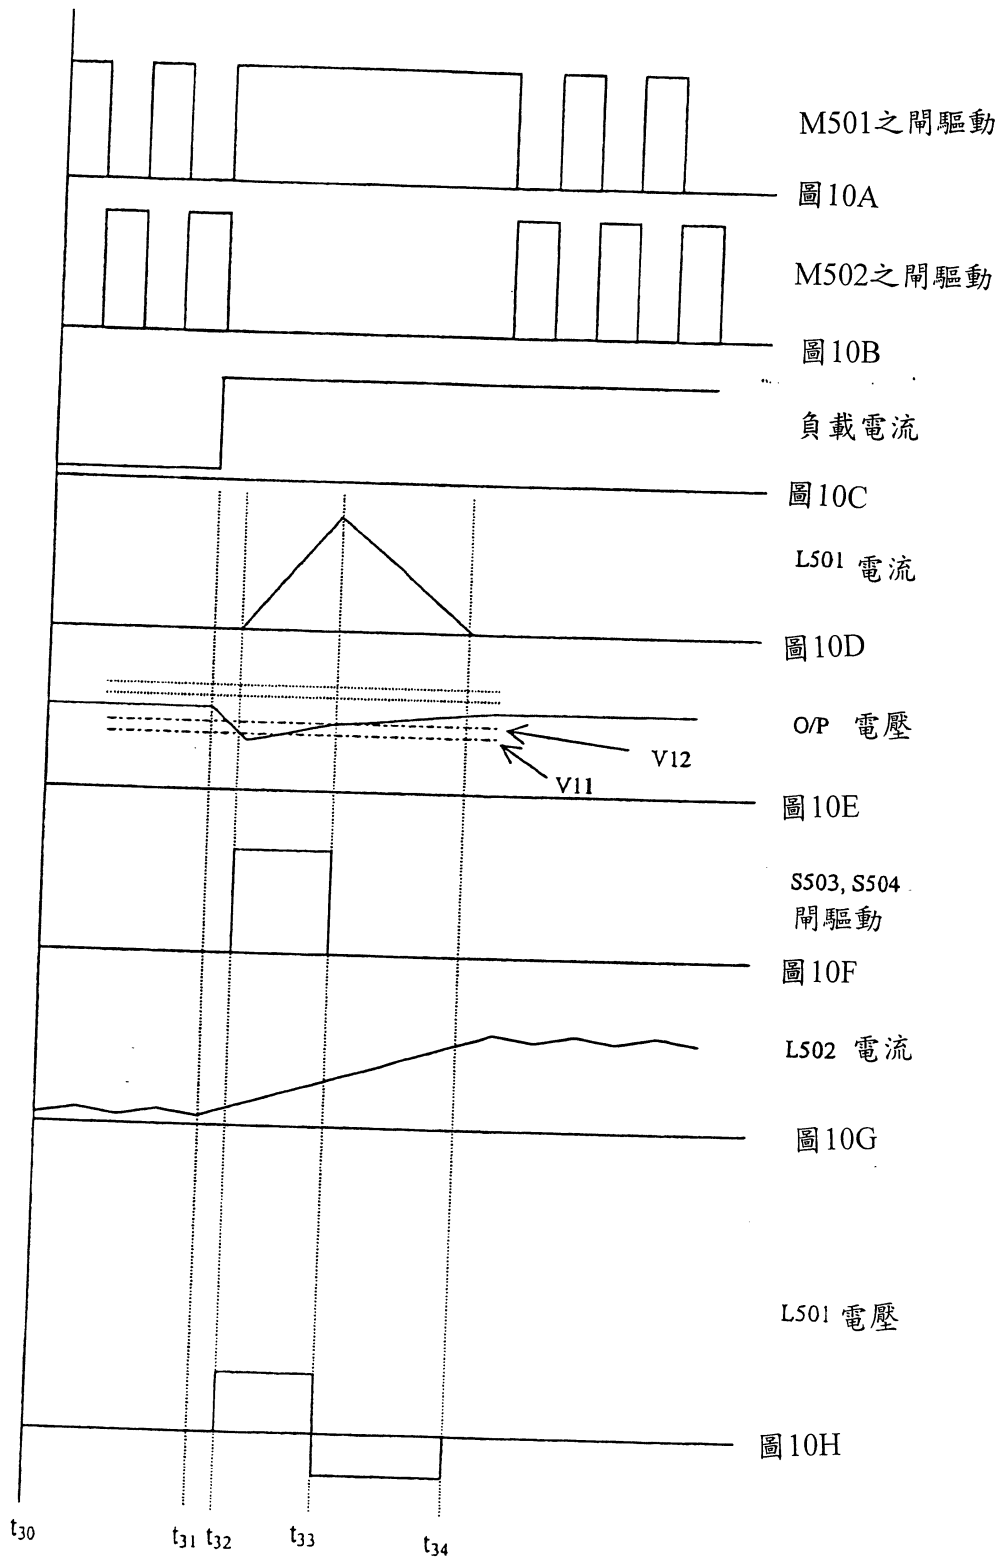 M501之閘驅動
圖10A
M502之閘驅動
圖10B
負載電流
圖10C
L501 電流
圖10D
O/P 電壓
V12
V11
圖10E
S503, S504
閘驅動
圖10F
L502 電流
圖10G
L501 電壓
圖10H
t30 t31 t32 t33 t34